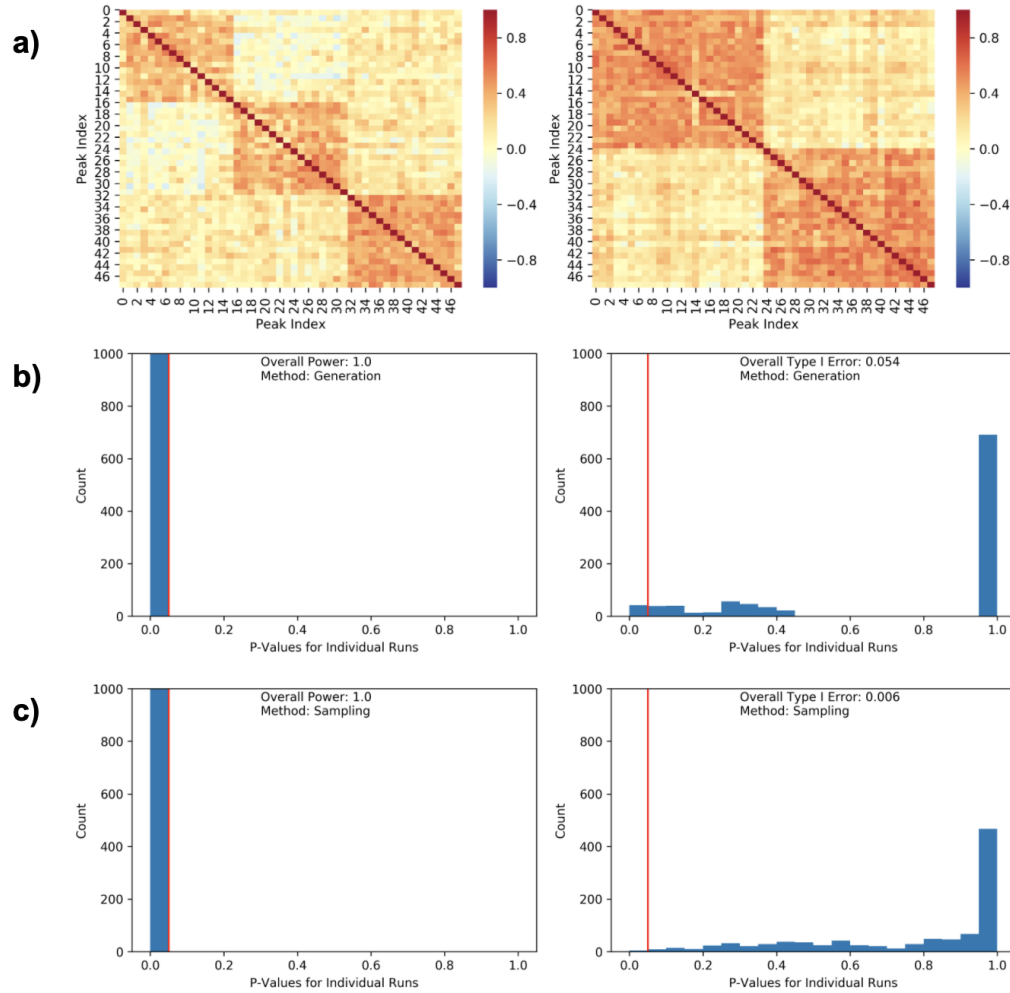 a)
0
2
4
6
8
10
12
14
16
18
20
22
24
26
28
30
32
34
36
38
40
42
44
46
Peak Index
0 2 4 6 8 10 12 14 16 18 20 22 24 26 28 30 32 34 36 38 40 42 44 46
Peak Index
0.8
0.4
0.0
−0.4
−0.8
0
2
4
6
8
10
12
14
16
18
20
22
24
26
28
30
32
34
36
38
40
42
44
46
Peak Index
0 2 4 6 8 10 12 14 16 18 20 22 24 26 28 30 32 34 36 38 40 42 44 46
Peak Index
0.8
0.4
0.0
−0.4
−0.8
b)
Overall Power: 1.0
Method: Generation
1000
800
600
400
200
0
Count
0.0 0.2 0.4 0.6 0.8 1.0
P-Values for Individual Runs
Overall Type I Error: 0.054
Method: Generation
1000
800
600
400
200
0
Count
0.0 0.2 0.4 0.6 0.8 1.0
P-Values for Individual Runs
c)
Overall Power: 1.0
Method: Sampling
1000
800
600
400
200
0
Count
0.0 0.2 0.4 0.6 0.8 1.0
P-Values for Individual Runs
Overall Type I Error: 0.006
Method: Sampling
1000
800
600
400
200
0
Count
0.0 0.2 0.4 0.6 0.8 1.0
P-Values for Individual Runs